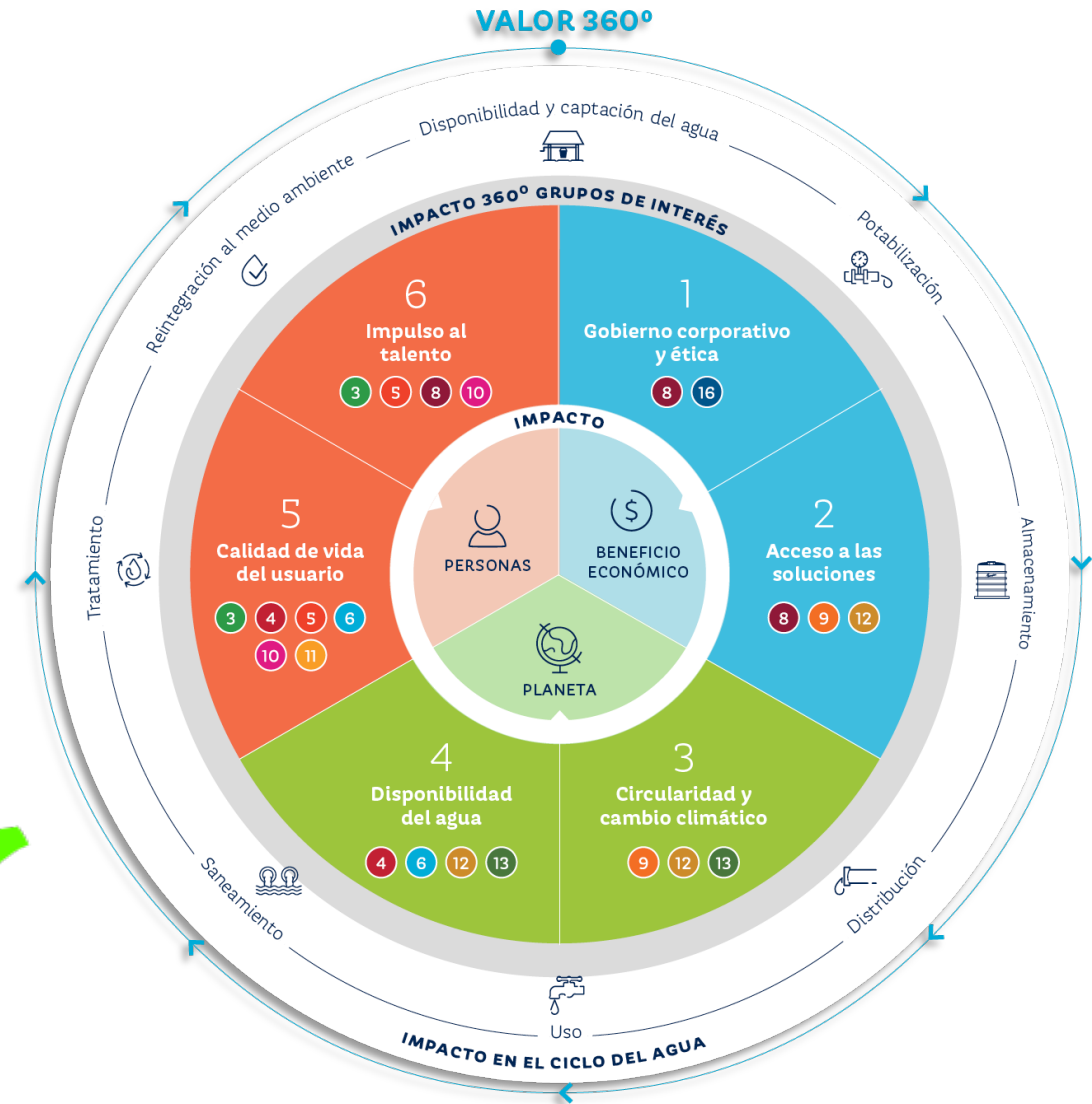 VALOR 360º
Disponibilidad y captación del agua
Potabilización
Almacenamiento
Distribución
Uso
Saneamiento
Tratamiento
Reintegración al medio ambiente
IMPACTO EN EL CICLO DEL AGUA
IMPACTO 360º GRUPOS DE INTERÉS
1
Gobierno corporativo
y ética
8 16
2
Acceso a las
soluciones
8 9 12
3
Circularidad y
cambio climático
9 12 13
4
Disponibilidad
del agua
4 6 12 13
5
Calidad de vida
del usuario
3 4 5 6
10 11
6
Impulso al
talento
3 5 8 10
IMPACTO
PERSONAS
$
BENEFICIO
ECONÓMICO
PLANETA